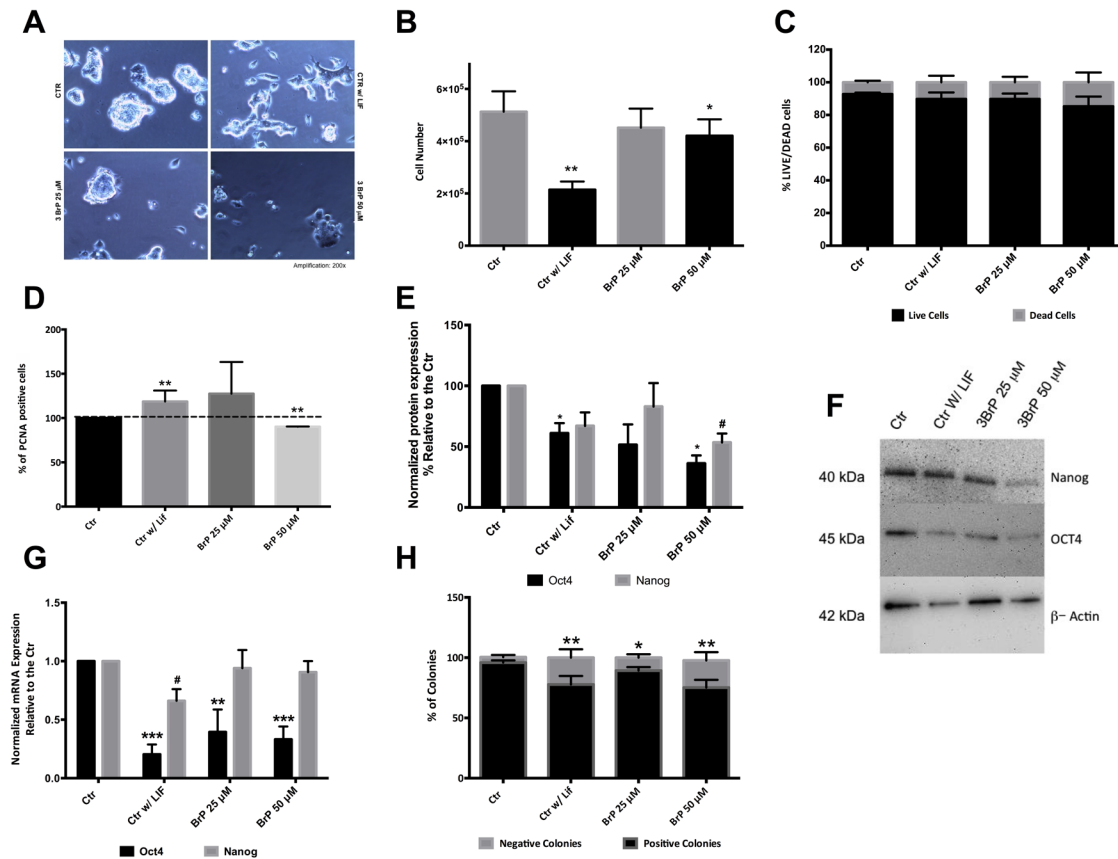 A
CTR
CTR w/ LIF
3 BrP 25 µM
3 BrP 50 µM
Amplification: 200x
B
Cell Number
6×10⁵
4×10⁵
2×10⁵
0
**
*
Ctr
Ctr w/ LIF
BrP 25 µM
BrP 50 µM
C
% LIVE/DEAD cells
120
100
80
60
40
20
0
Ctr
Ctr w/ LIF
BrP 25 µM
BrP 50 µM
Live Cells
Dead Cells
D
% of PCNA positive cells
200
150
100
50
0
**
**
Ctr
Ctr w/ Lif
BrP 25 µM
BrP 50 µM
E
Normalized protein expression
% Relative to the Ctr
150
100
50
0
*
*
#
Ctr
Ctr w/ Lif
BrP 25 µM
BrP 50 µM
Oct4
Nanog
F
Ctr
Ctr W/ LIF
3BrP 25 µM
3BrP 50 µM
40 kDa
Nanog
45 kDa
OCT4
42 kDa
β− Actin
G
Normalized mRNA Expression
Relative to the Ctr
1.5
1.0
0.5
0.0
***
#
**
***
Ctr
Ctr w/ LIF
BrP 25 µM
BrP 50 µM
Oct4
Nanog
H
% of Colonies
150
100
50
0
**
*
**
Ctr
Ctr w/ Lif
BrP 25 µM
BrP 50 µM
Negative Colonies
Positive Colonies